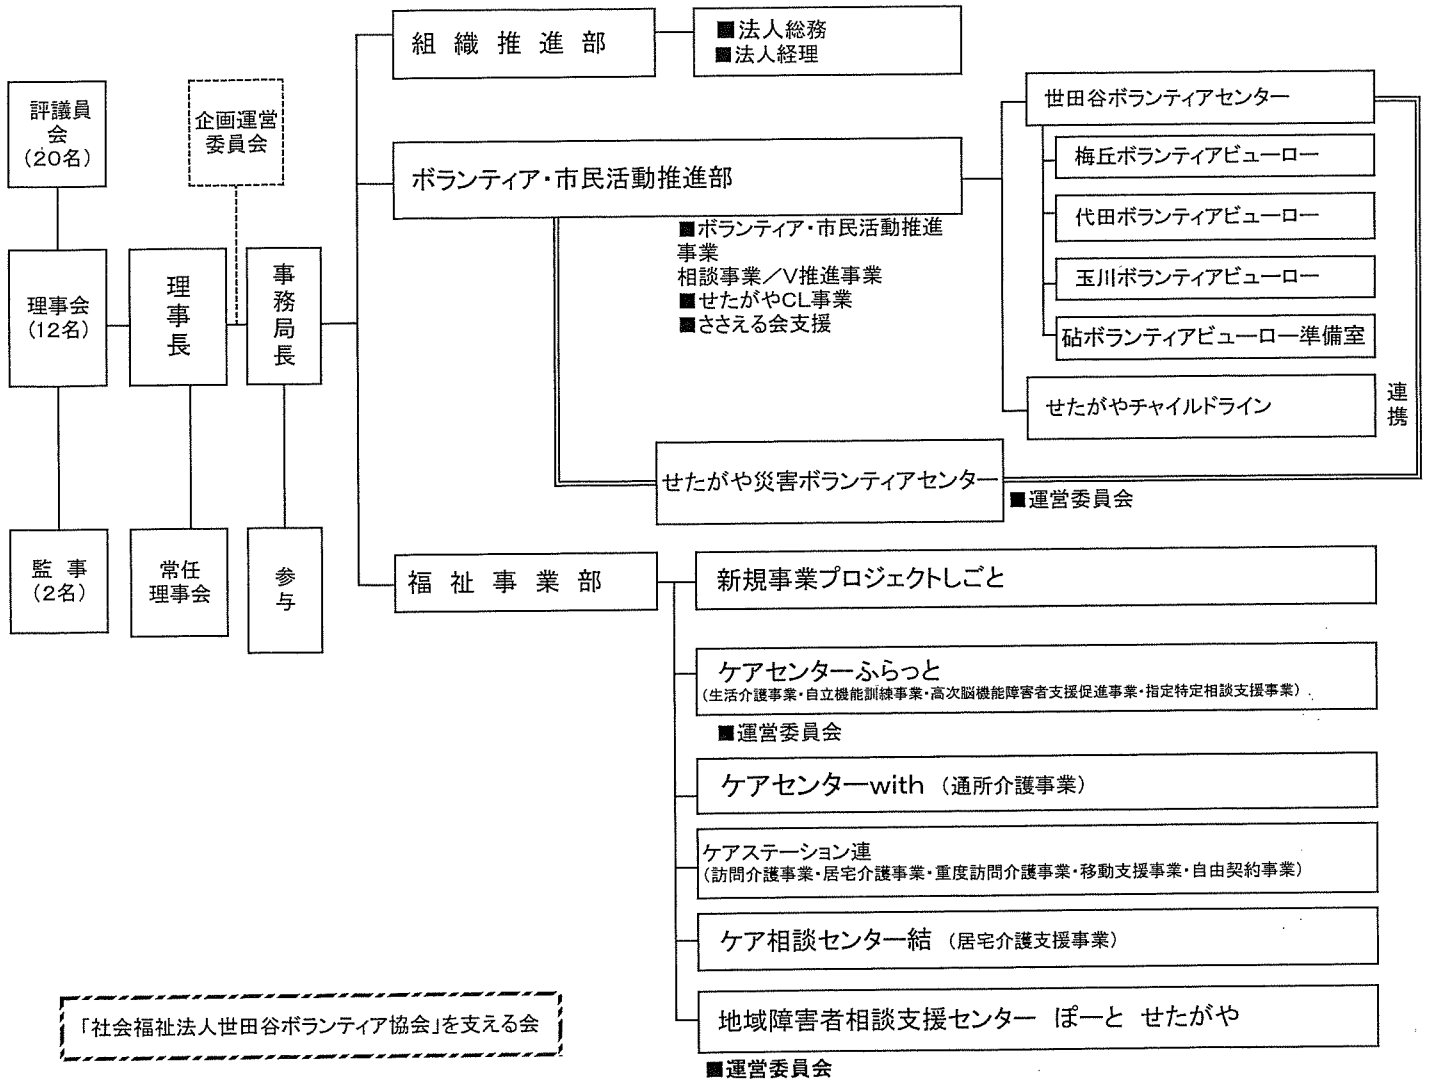 評議員
会
(20名)
理事会
(12名)
監 事
(2名)
企画運営
委員会
理
事
長
常任
理事会
事
務
局
長
参
与
組 織 推 進 部
■法人総務
■法人経理
ボランティア・市民活動推進部
■ボランティア・市民活動推進
事業
相談事業／V推進事業
■せたがやCL事業
■ささえる会支援
世田谷ボランティアセンター
梅丘ボランティアビューロー
代田ボランティアビューロー
玉川ボランティアビューロー
砧ボランティアビューロー準備室
せたがやチャイルドライン
連
携
せたがや災害ボランティアセンター
■運営委員会
福 祉 事 業 部
新規事業プロジェクトしごと
ケアセンターふらっと
(生活介護事業・自立機能訓練事業・高次脳機能障害者支援促進事業・指定特定相談支援事業)
■運営委員会
ケアセンターwith (通所介護事業)
ケアステーション連
(訪問介護事業・居宅介護事業・重度訪問介護事業・移動支援事業・自由契約事業)
ケア相談センター結 (居宅介護支援事業)
地域障害者相談支援センター ぽーと せたがや
■運営委員会
「社会福祉法人世田谷ボランティア協会」を支える会